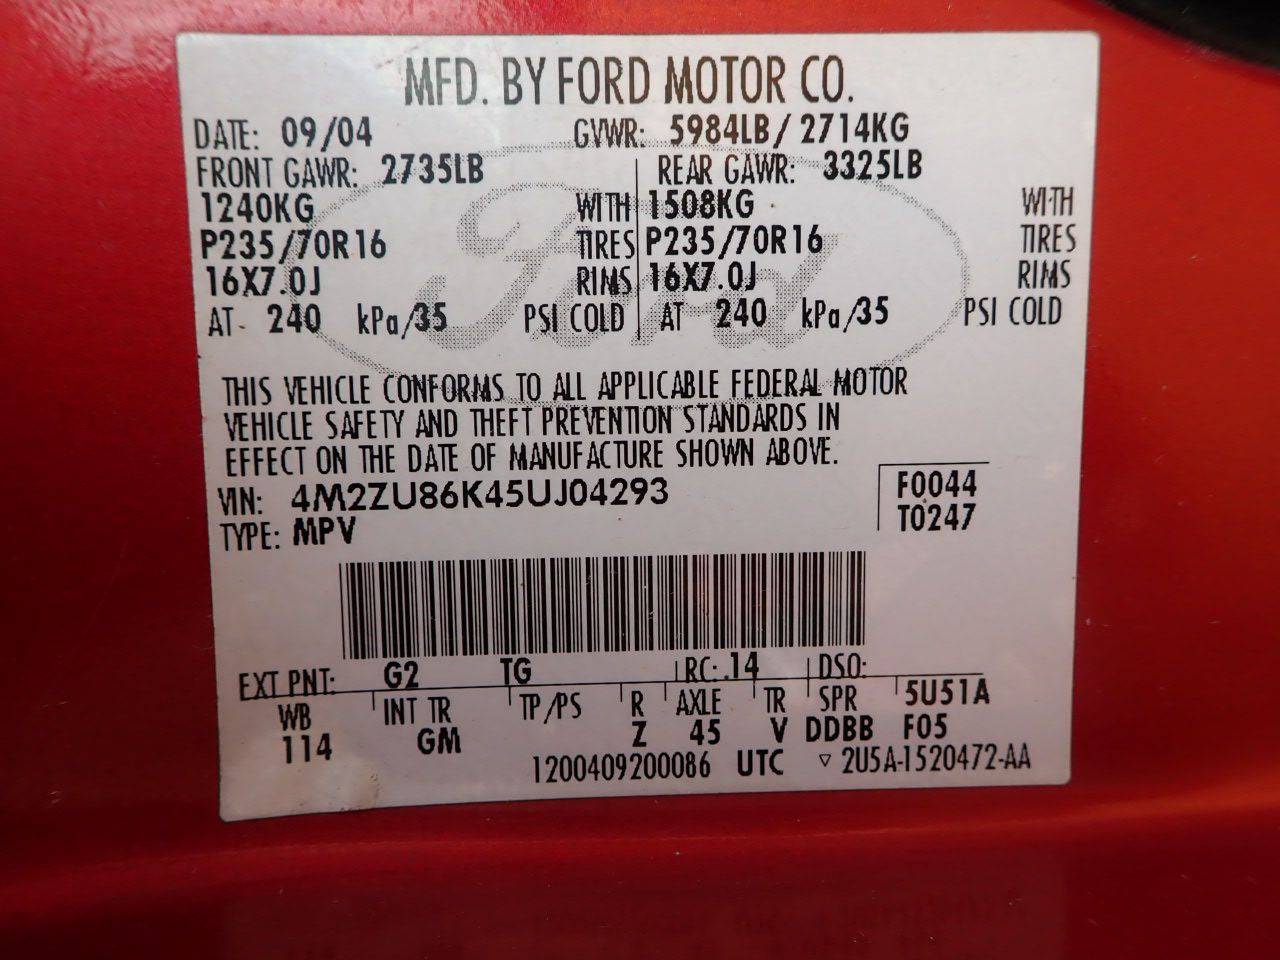 MFD. BY FORD MOTOR CO.
DATE: 09/04 GVWR: 5984LB/ 2714KG
FRONT GAWR: 2735LB REAR GAWR: 3325LB
1240KG WITH 1508KG WITH
P235/70R16 TIRES P235/70R16 TIRES
16X7.0J RIMS 16X7.0J RIMS
AT 240 kPa/35 PSI COLD AT 240 kPa/35 PSI COLD
Ford
THIS VEHICLE CONFORMS TO ALL APPLICABLE FEDERAL MOTOR
VEHICLE SAFETY AND THEFT PREVENTION STANDARDS IN
EFFECT ON THE DATE OF MANUFACTURE SHOWN ABOVE.
VIN: 4M2ZU86K45UJ04293 F0044
TYPE: MPV T0247
EXT PNT: G2 TG RC: 14 DSO:
WB INT TR TP/PS R AXLE TR SPR 5U51A
114 GM Z 45 V DDBB F05
1200409200086 UTC ▽ 2U5A-1520472-AA